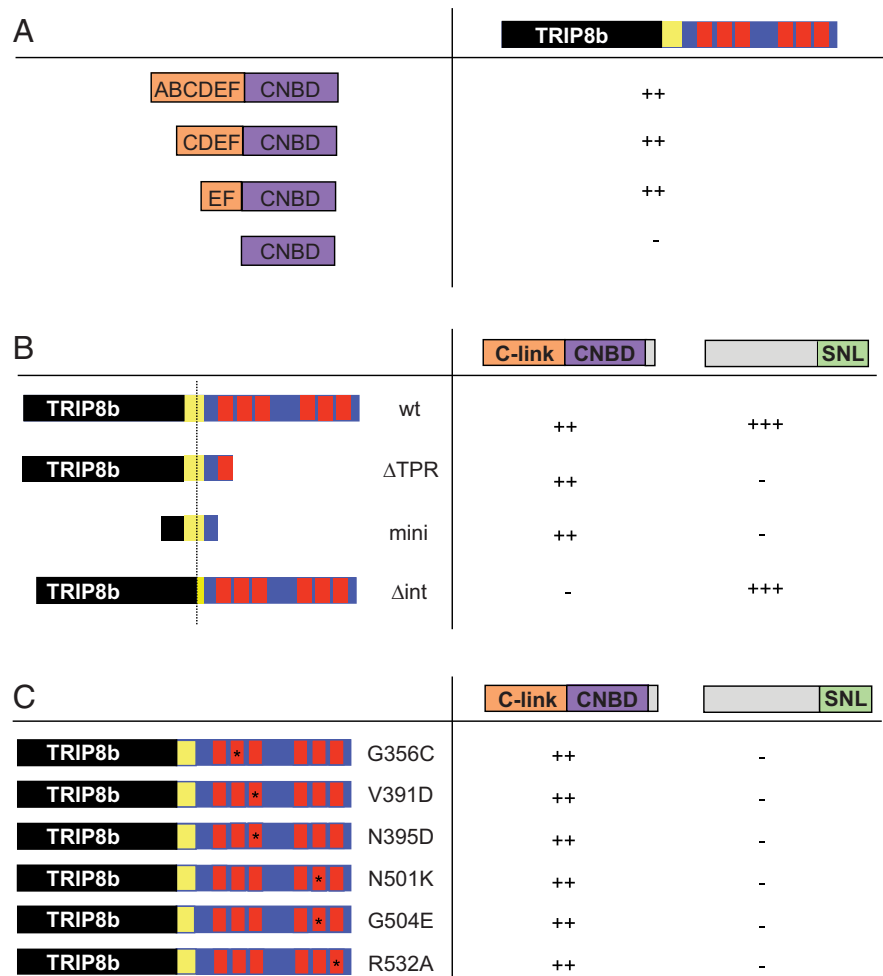 A TRIP8b
ABCDEF CNBD ++
CDEF CNBD ++
EF CNBD ++
CNBD -
B C-link CNBD SNL
TRIP8b wt ++ +++
TRIP8b ΔTPR ++ -
mini ++ -
TRIP8b Δint - +++
C C-link CNBD SNL
TRIP8b * G356C ++ -
TRIP8b * V391D ++ -
TRIP8b * N395D ++ -
TRIP8b * N501K ++ -
TRIP8b * G504E ++ -
TRIP8b * R532A ++ -